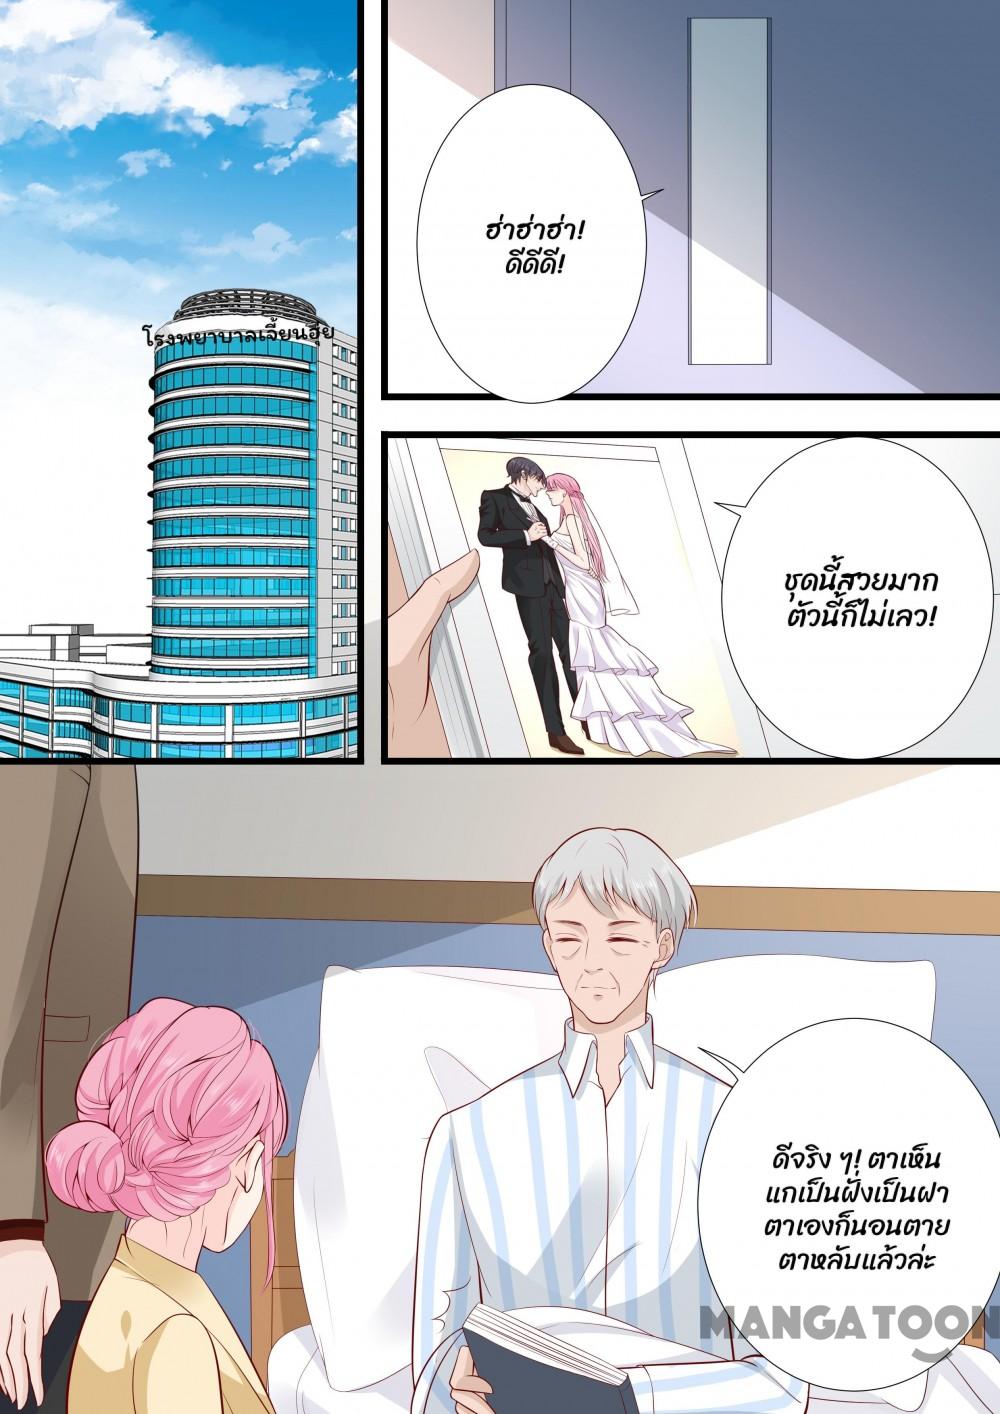 โรงพยาบาลเจี้ยนฮุย
ฮ่าฮ่าฮ่า!
ดีดีดี!
ชุดนี้สวยมาก
ตัวนี้ก็ไม่เลว!
ดีจริง ๆ! ตาเห็น
แกเป็นฝั่งเป็นฝา
ตาเองก็นอนตาย
ตาหลับแล้วล่ะ
MANGATOON